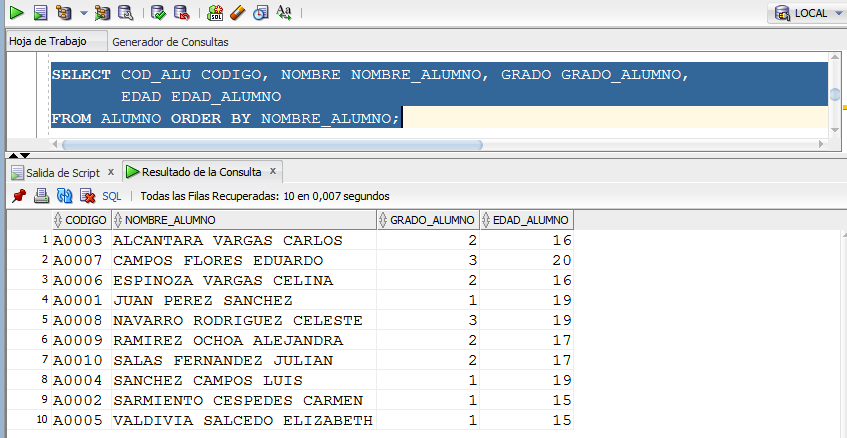 SQL
Aa
LOCAL
Hoja de Trabajo Generador de Consultas
SELECT COD_ALU CODIGO, NOMBRE NOMBRE_ALUMNO, GRADO GRADO_ALUMNO,
EDAD EDAD_ALUMNO
FROM ALUMNO ORDER BY NOMBRE_ALUMNO;
Salida de Script x Resultado de la Consulta x
SQL | Todas las Filas Recuperadas: 10 en 0,007 segundos
CODIGO NOMBRE_ALUMNO GRADO_ALUMNO EDAD_ALUMNO
1 A0003 ALCANTARA VARGAS CARLOS 2 16
2 A0007 CAMPOS FLORES EDUARDO 3 20
3 A0006 ESPINOZA VARGAS CELINA 2 16
4 A0001 JUAN PEREZ SANCHEZ 1 19
5 A0008 NAVARRO RODRIGUEZ CELESTE 3 19
6 A0009 RAMIREZ OCHOA ALEJANDRA 2 17
7 A0010 SALAS FERNANDEZ JULIAN 2 17
8 A0004 SANCHEZ CAMPOS LUIS 1 19
9 A0002 SARMIENTO CESPEDES CARMEN 1 15
10 A0005 VALDIVIA SALCEDO ELIZABETH 1 15